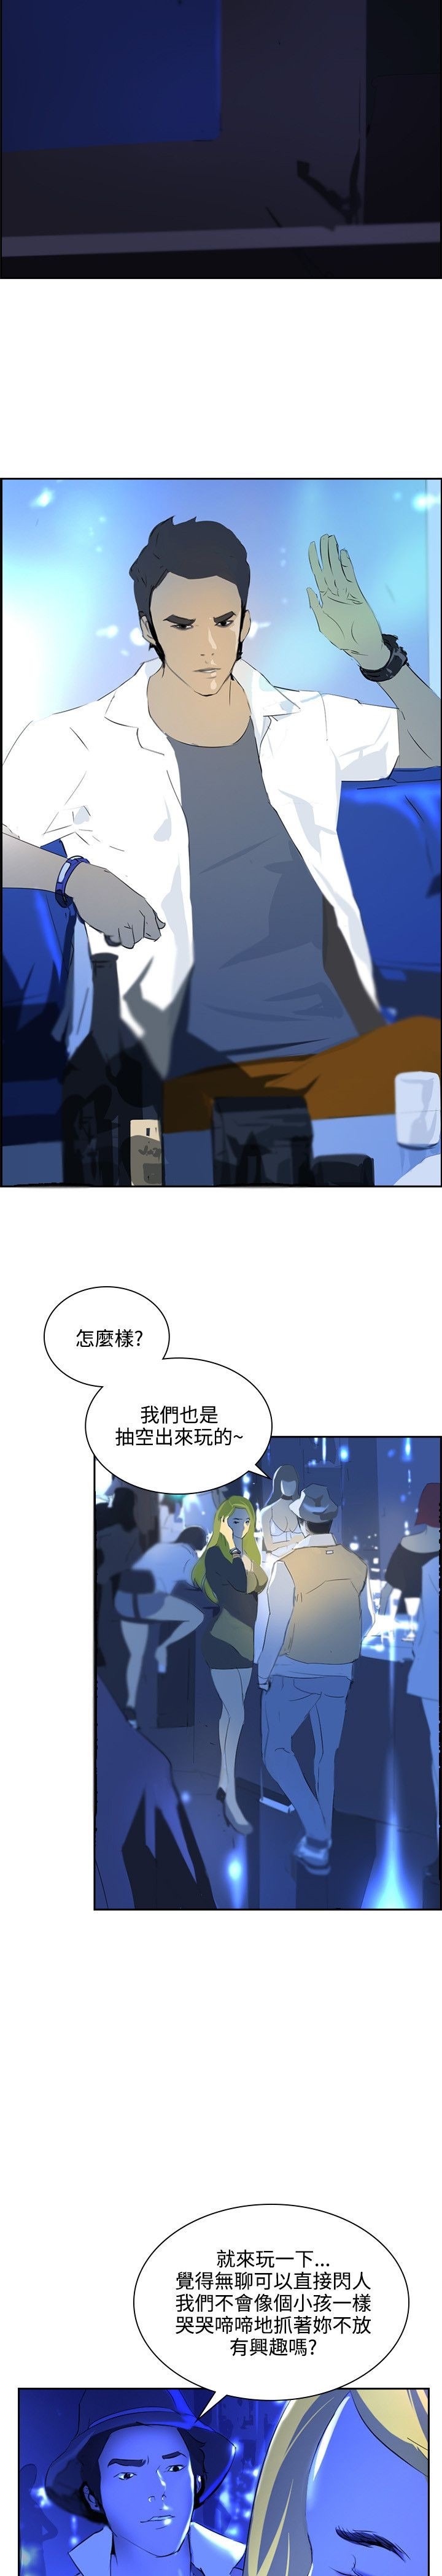 怎麼樣?
我們也是
抽空出來玩的~
就來玩一下...
覺得無聊可以直接閃人
我們不會像個小孩一樣
哭哭啼啼地抓著妳不放
有興趣嗎?